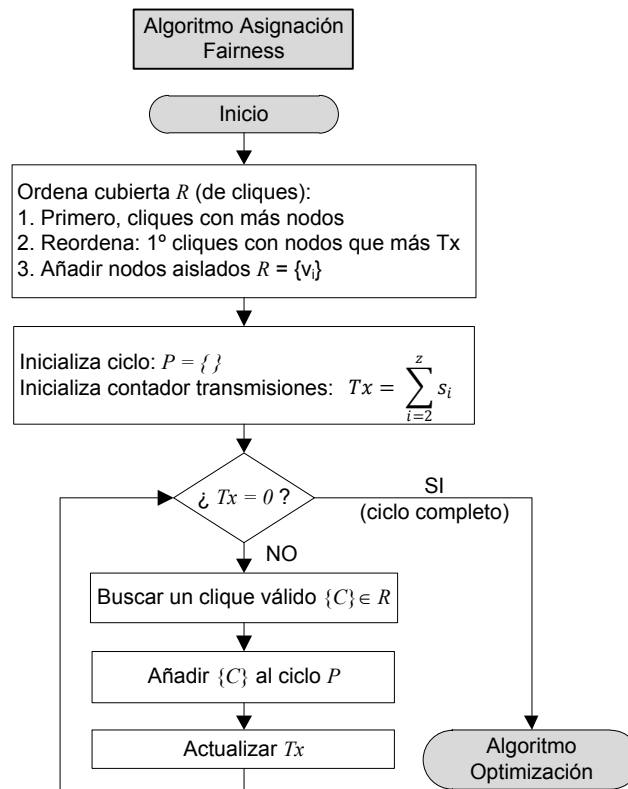 Algoritmo Asignación
Fairness
Inicio
Ordena cubierta R (de cliques):
1. Primero, cliques con más nodos
2. Reordena: 1º cliques con nodos que más Tx
3. Añadir nodos aislados R = {vᵢ}
Inicializa ciclo: P = { }
Inicializa contador transmisiones: Tx = ∑_{i=2}^{z} sᵢ
¿ Tx = 0 ?
SI
(ciclo completo)
NO
Buscar un clique válido {C} ∈ R
Añadir {C} al ciclo P
Actualizar Tx
Algoritmo
Optimización